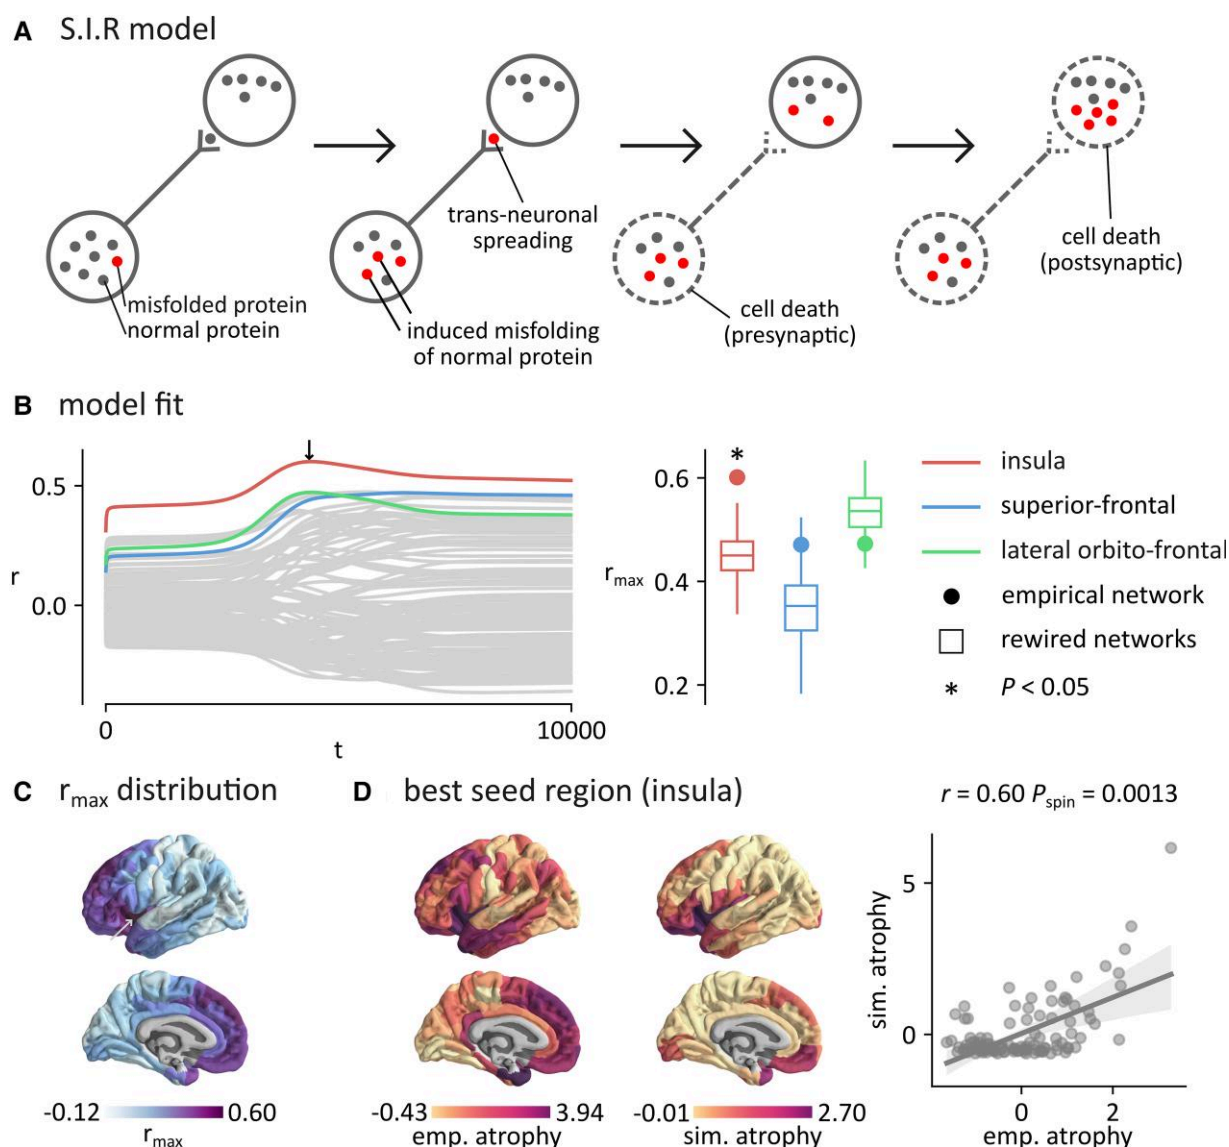 A S.I.R model
trans-neuronal
spreading
cell death
(postsynaptic)
misfolded protein
normal protein
induced misfolding
of normal protein
cell death
(presynaptic)
B model fit
0.5
0.0
r
0
10000
t
*
0.6
0.4
0.2
rmax
insula
superior-frontal
lateral orbito-frontal
empirical network
rewired networks
* P < 0.05
C rmax distribution
-0.12
0.60
rmax
D best seed region (insula)
-0.43
3.94
emp. atrophy
-0.01
2.70
sim. atrophy
r = 0.60 Pspin = 0.0013
5
0
sim. atrophy
0
2
emp. atrophy